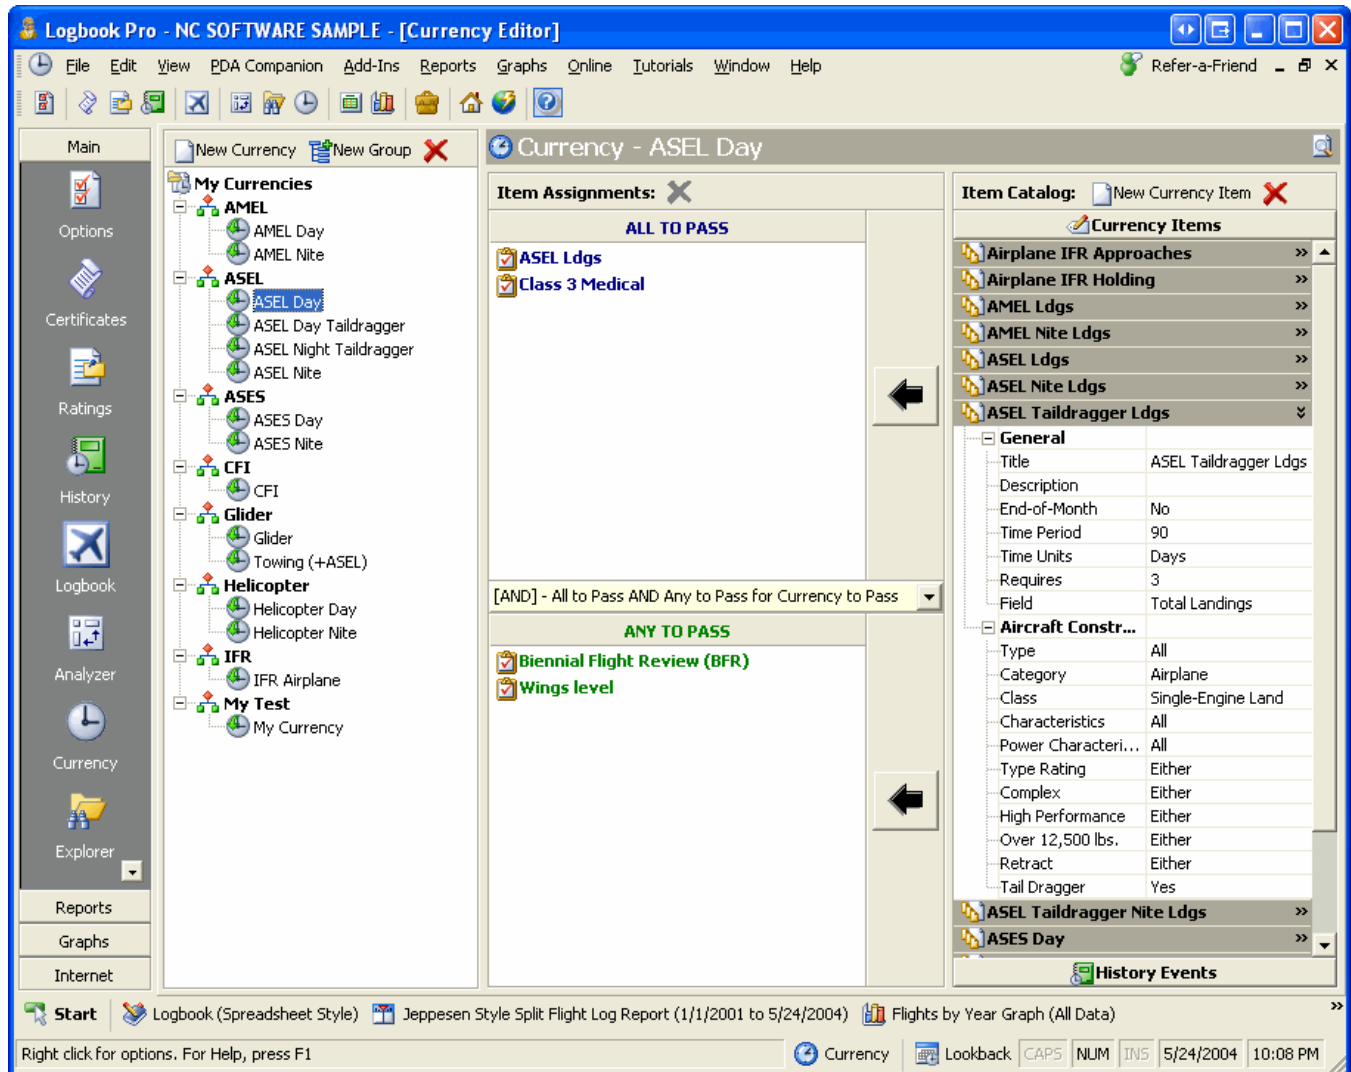 Logbook Pro - NC SOFTWARE SAMPLE - [Currency Editor]
File Edit View PDA Companion Add-Ins Reports Graphs Online Tutorials Window Help Refer-a-Friend
Main
Options
Certificates
Ratings
History
Logbook
Analyzer
Currency
Explorer
Reports
Graphs
Internet
New Currency New Group
My Currencies
AMEL
AMEL Day
AMEL Nite
ASEL
ASEL Day
ASEL Day Taildragger
ASEL Night Taildragger
ASEL Nite
ASES
ASES Day
ASES Nite
CFI
CFI
Glider
Glider
Towing (+ASEL)
Helicopter
Helicopter Day
Helicopter Nite
IFR
IFR Airplane
My Test
My Currency
Currency - ASEL Day
Item Assignments:
ALL TO PASS
ASEL Ldgs
Class 3 Medical
[AND] - All to Pass AND Any to Pass for Currency to Pass
ANY TO PASS
Biennial Flight Review (BFR)
Wings level
Item Catalog: New Currency Item
Currency Items
Airplane IFR Approaches
Airplane IFR Holding
AMEL Ldgs
AMEL Nite Ldgs
ASEL Ldgs
ASEL Nite Ldgs
ASEL Taildragger Ldgs
General
Title ASEL Taildragger Ldgs
Description
End-of-Month No
Time Period 90
Time Units Days
Requires 3
Field Total Landings
Aircraft Constr...
Type All
Category Airplane
Class Single-Engine Land
Characteristics All
Power Characteri... All
Type Rating Either
Complex Either
High Performance Either
Over 12,500 lbs. Either
Retract Either
Tail Dragger Yes
ASEL Taildragger Nite Ldgs
ASES Day
History Events
Start Logbook (Spreadsheet Style) Jeppesen Style Split Flight Log Report (1/1/2001 to 5/24/2004) Flights by Year Graph (All Data)
Right click for options. For Help, press F1 Currency Lookback CAPS NUM INS 5/24/2004 10:08 PM